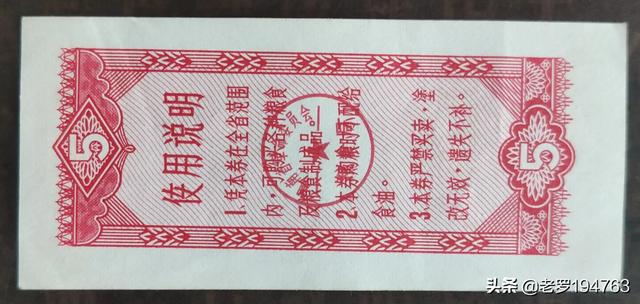 使用说明
1.凭本券在全省范围
内，可购买各种粮食
及粮食制成品。
2.本券购粮均可配给
食油。
3.本券严禁买卖，涂
改无效，遗失不补。
5
5
头条 @老罗194763